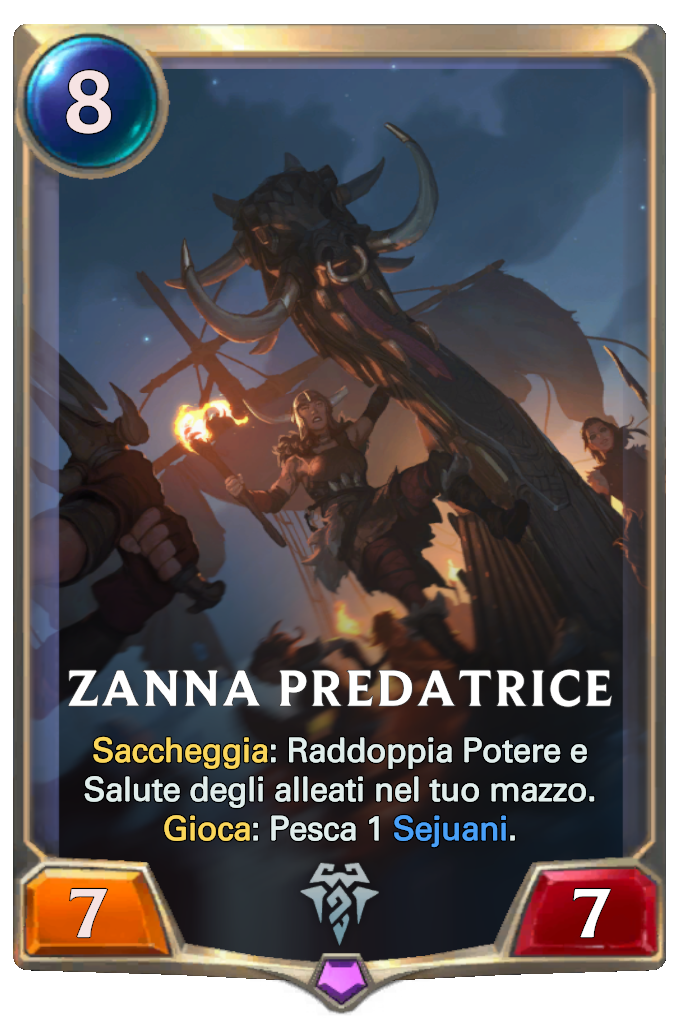 8
ZANNA PREDATRICE
Saccheggia: Raddoppia Potere e
Salute degli alleati nel tuo mazzo.
Gioca: Pesca 1 Sejuani.
7
7